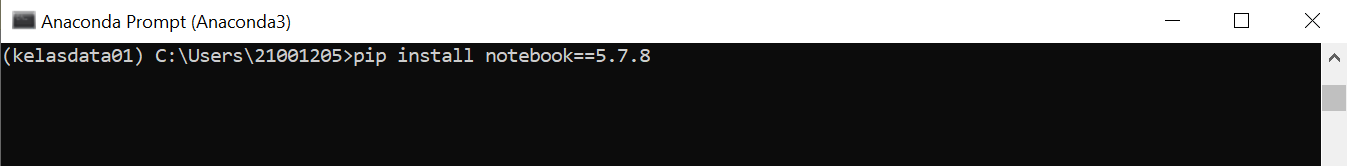 Anaconda Prompt (Anaconda3)
(kelasdata01) C:\Users\21001205>pip install notebook==5.7.8